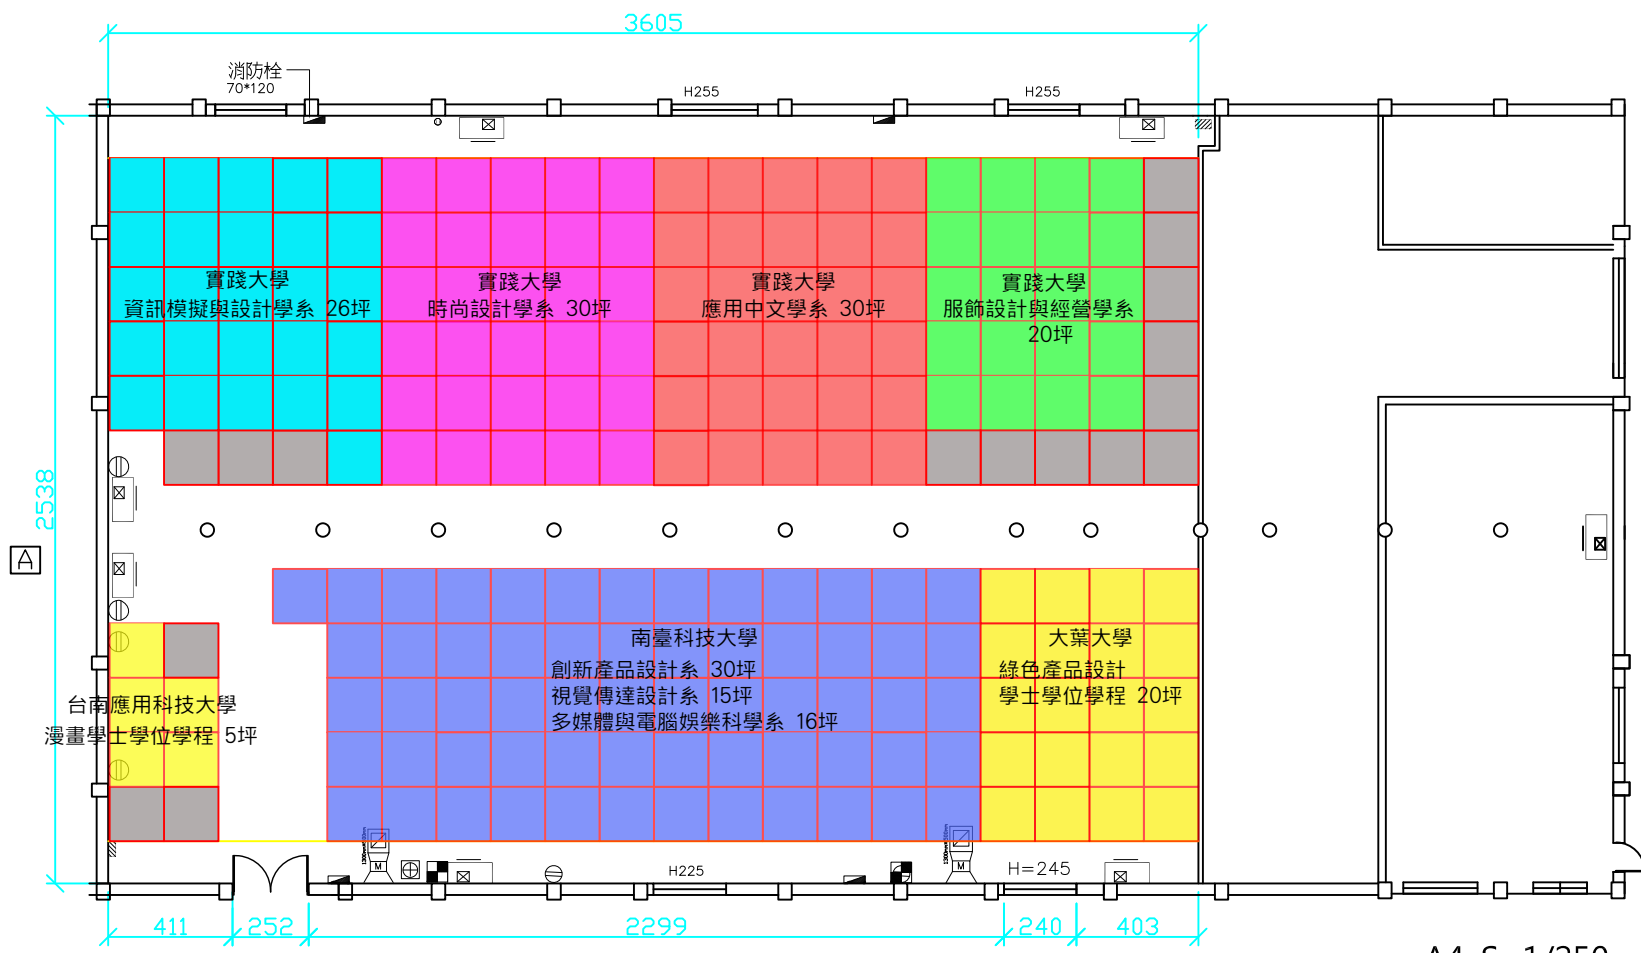 3605
消防栓
70*120
H255
H255
實踐大學
資訊模擬與設計學系 26坪
實踐大學
時尚設計學系 30坪
實踐大學
應用中文學系 30坪
實踐大學
服飾設計與經營學系
20坪
2538
A
南臺科技大學
創新產品設計系 30坪
視覺傳達設計系 15坪
多媒體與電腦娛樂科學系 16坪
大葉大學
綠色產品設計
學士學位學程 20坪
台南應用科技大學
漫畫學士學位學程 5坪
M
M
H225
H=245
411
252
2299
240
403